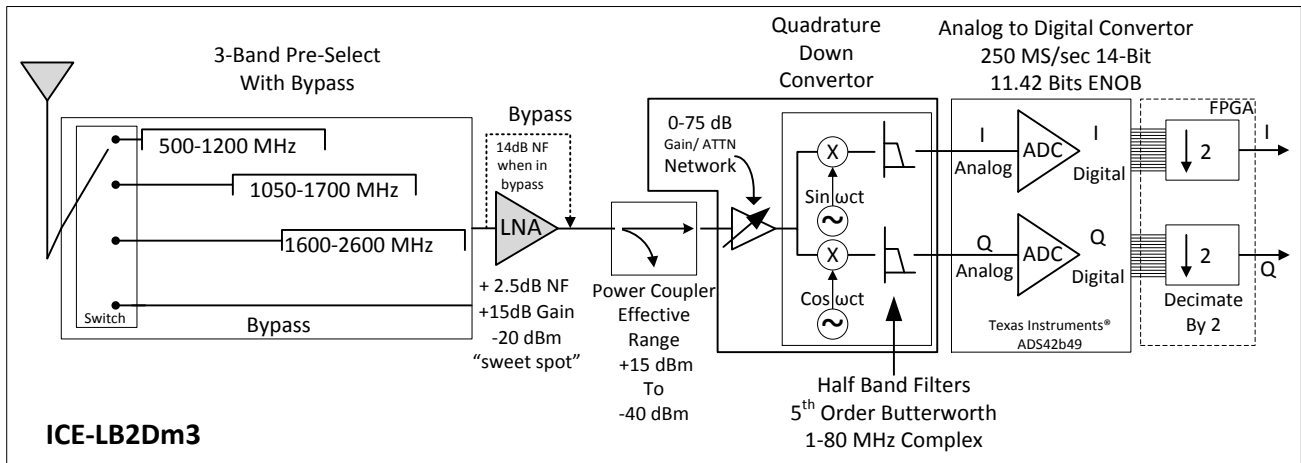 3-Band Pre-Select
With Bypass
Switch
500-1200 MHz
1050-1700 MHz
1600-2600 MHz
Bypass
Bypass
14dB NF
when in
bypass
LNA
+ 2.5dB NF
+15dB Gain
-20 dBm
“sweet spot”
Power Coupler
Effective
Range
+15 dBm
To
-40 dBm
Quadrature
Down
Convertor
0-75 dB
Gain/ ATTN
Network
X
Sin ωct
~
X
Cos ωct
~
Half Band Filters
5th Order Butterworth
1-80 MHz Complex
Analog to Digital Convertor
250 MS/sec 14-Bit
11.42 Bits ENOB
I
Analog
ADC
I
Digital
Q
Analog
ADC
Q
Digital
Texas Instruments®
ADS42b49
FPGA
2
I
2
Q
Decimate
By 2
ICE-LB2Dm3